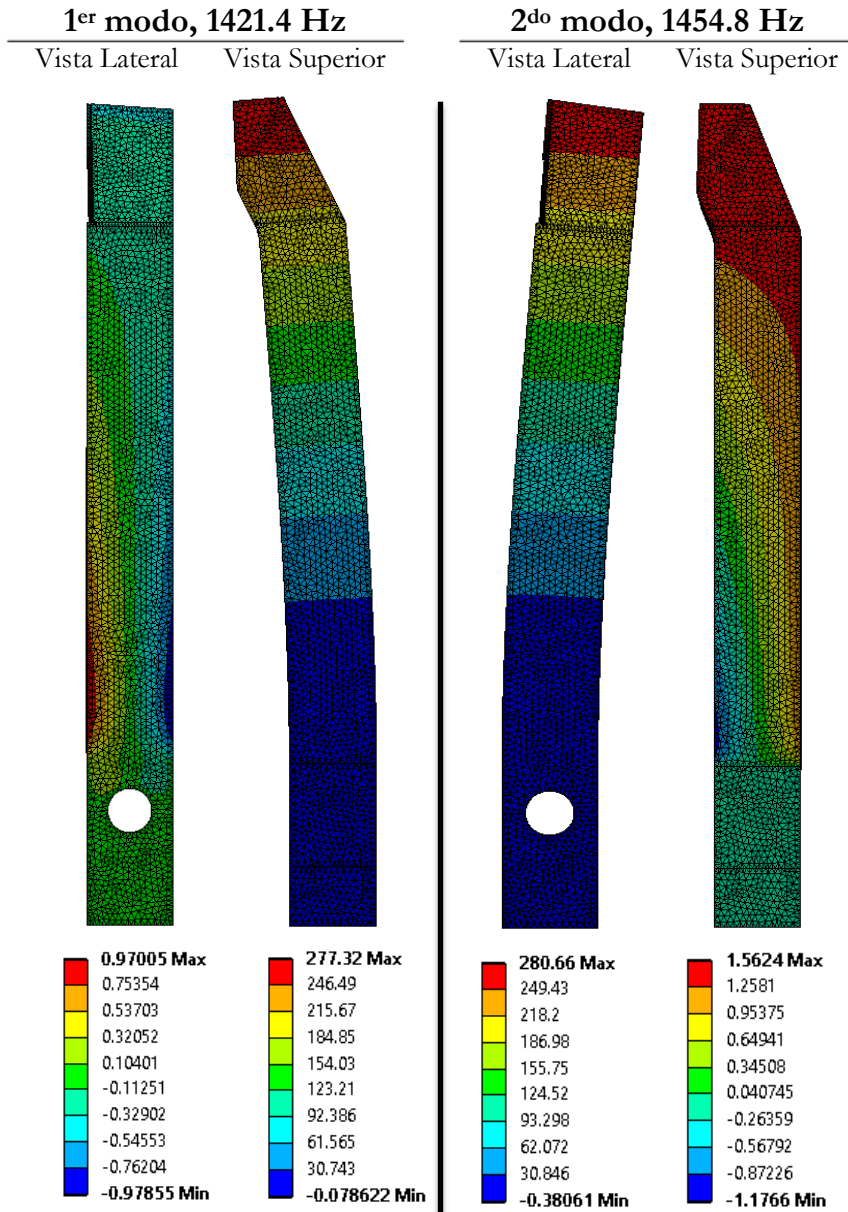 1er modo, 1421.4 Hz
Vista Lateral Vista Superior
0.97005 Max
0.75354
0.53703
0.32052
0.10401
-0.11251
-0.32902
-0.54553
-0.76204
-0.97855 Min
277.32 Max
246.49
215.67
184.85
154.03
123.21
92.386
61.565
30.743
-0.078622 Min
2do modo, 1454.8 Hz
Vista Lateral Vista Superior
280.66 Max
249.43
218.2
186.98
155.75
124.52
93.298
62.072
30.846
-0.38061 Min
1.5624 Max
1.2581
0.95375
0.64941
0.34508
0.040745
-0.26359
-0.56792
-0.87226
-1.1766 Min